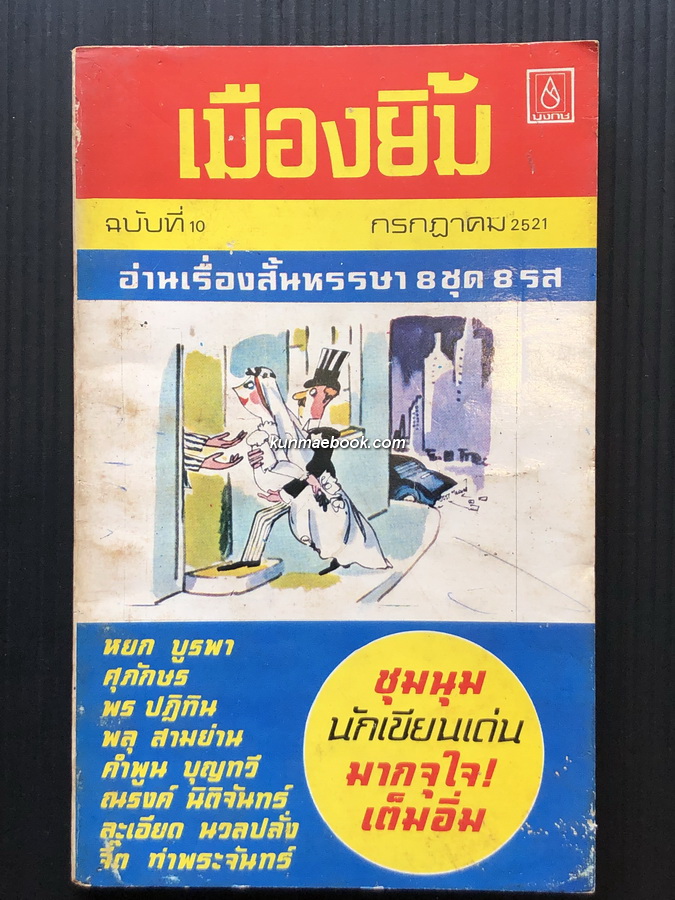 เมืองยิ้ม
บงกช
ฉบับที่ 10 กรกฎาคม 2521
อ่านเรื่องสั้นหรรษา 8 ชุด 8 รส
kunmaebook.com
หยก บูรพา
ศุภักษร
พร ปฏิทิน
พลุ สามย่าน
คำพูน บุญทวี
ณรงค์ นิติจันทร์
ละเอียด นวลปลั่ง
จิ๋ต ท่าพระจันทร์
ชุมนุม
นักเขียนเด่น
มากจุใจ!
เต็มอิ่ม